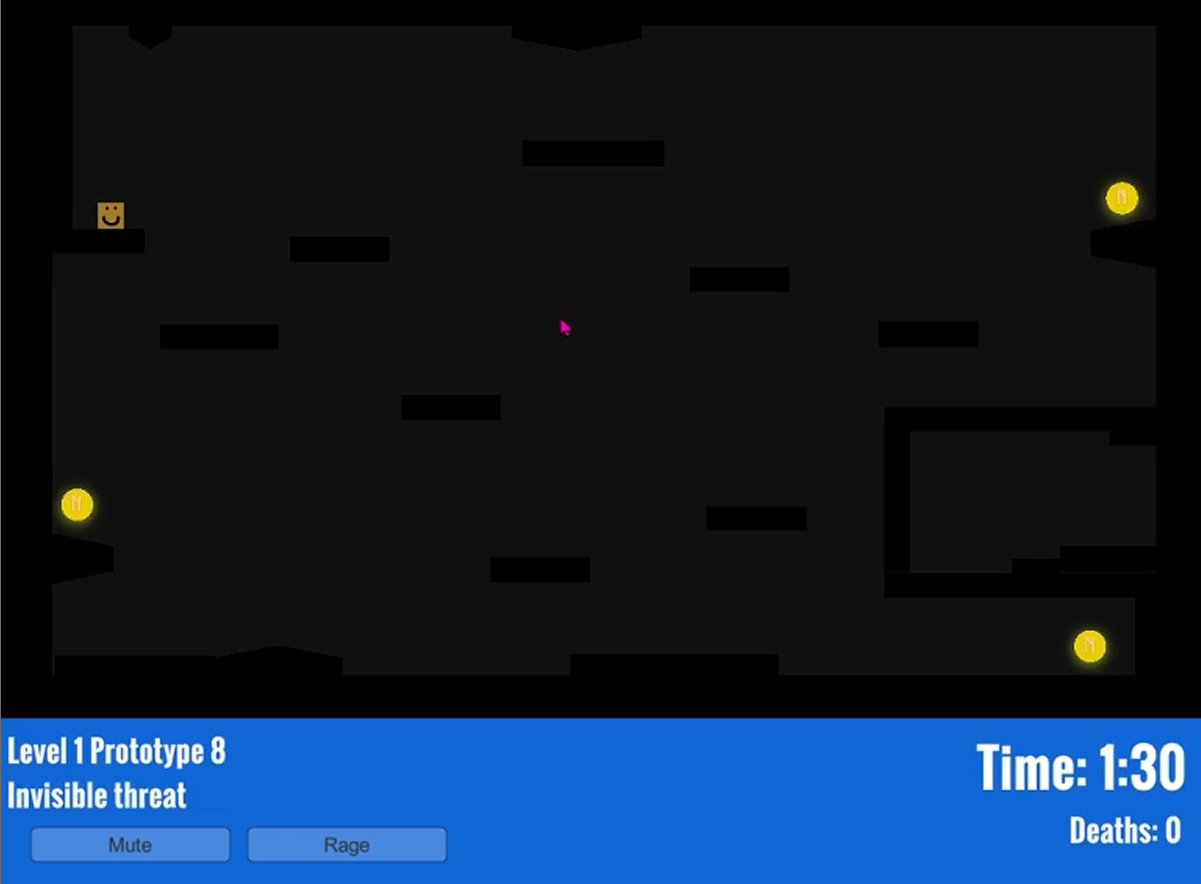 N
N
N
Level 1 Prototype 8
Invisible threat
Mute
Rage
Time: 1:30
Deaths: 0